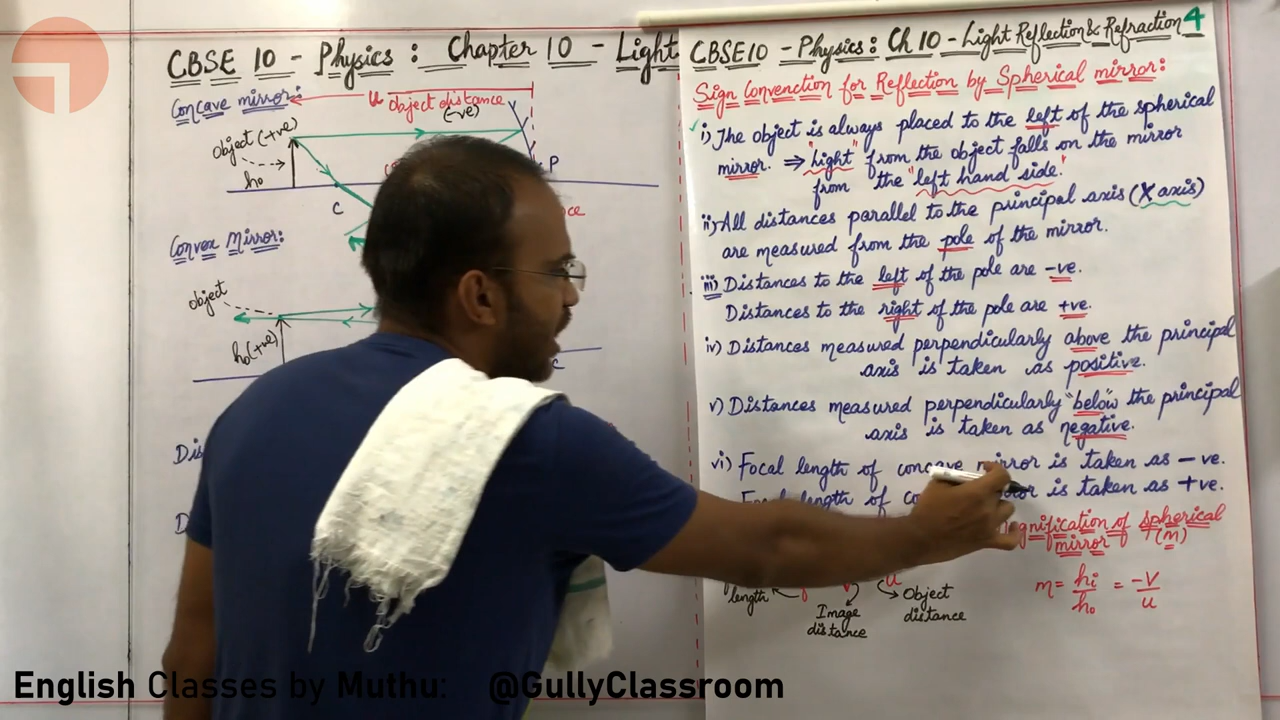 CBSE 10 - Physics : Chapter 10 - Light
Concave mirror:
u object distance
(-ve)
object (+ve)
ho
P
C
Convex Mirror:
object
ho(+ve)
C
CBSE10 - Physics: Ch 10 - Light Reflection & Refraction 4
Sign Convenction for Reflection by Spherical mirror:
i) The object is always placed to the left of the spherical
mirror. ⇒ "Light" from the object falls on the mirror
from the "left hand side."
ii) All distances parallel to the principal axis (X axis)
are measured from the pole of the mirror.
iii) Distances to the left of the pole are -ve.
Distances to the right of the pole are +ve.
iv) Distances measured perpendicularly above the principal
axis is taken as positive.
v) Distances measured perpendicularly "below" the principal
axis is taken as negative.
vi) Focal length of concave mirror is taken as -ve.
length of is taken as +ve.
of spherical
mirror (m)
m = hi/ho = -v/u
length
v
u
Image
distance
Object
distance
English Classes by Muthu: @GullyClassroom